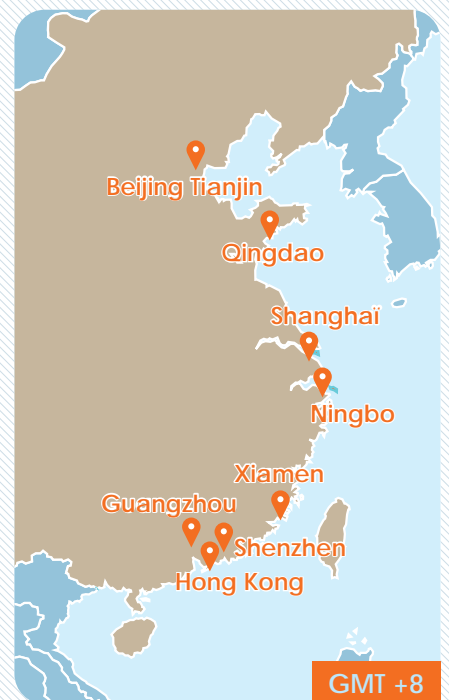 Beijing Tianjin
Qingdao
Shanghaï
Ningbo
Xiamen
Guangzhou
Shenzhen
Hong Kong
GMT +8